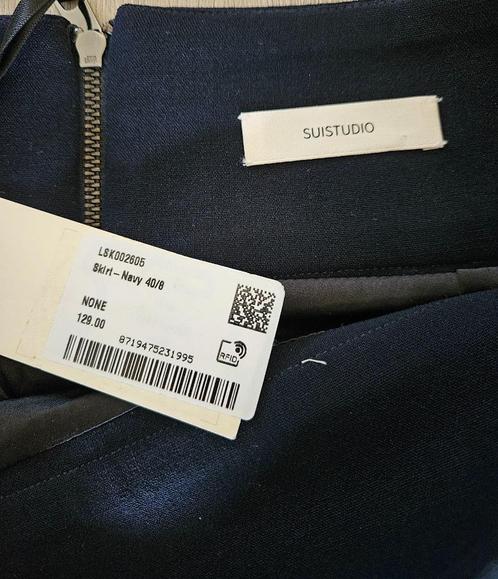 SUISTUDIO
LSK002605
Skirt-Navy 40/8
NONE
129.00
8719475231995
RFID